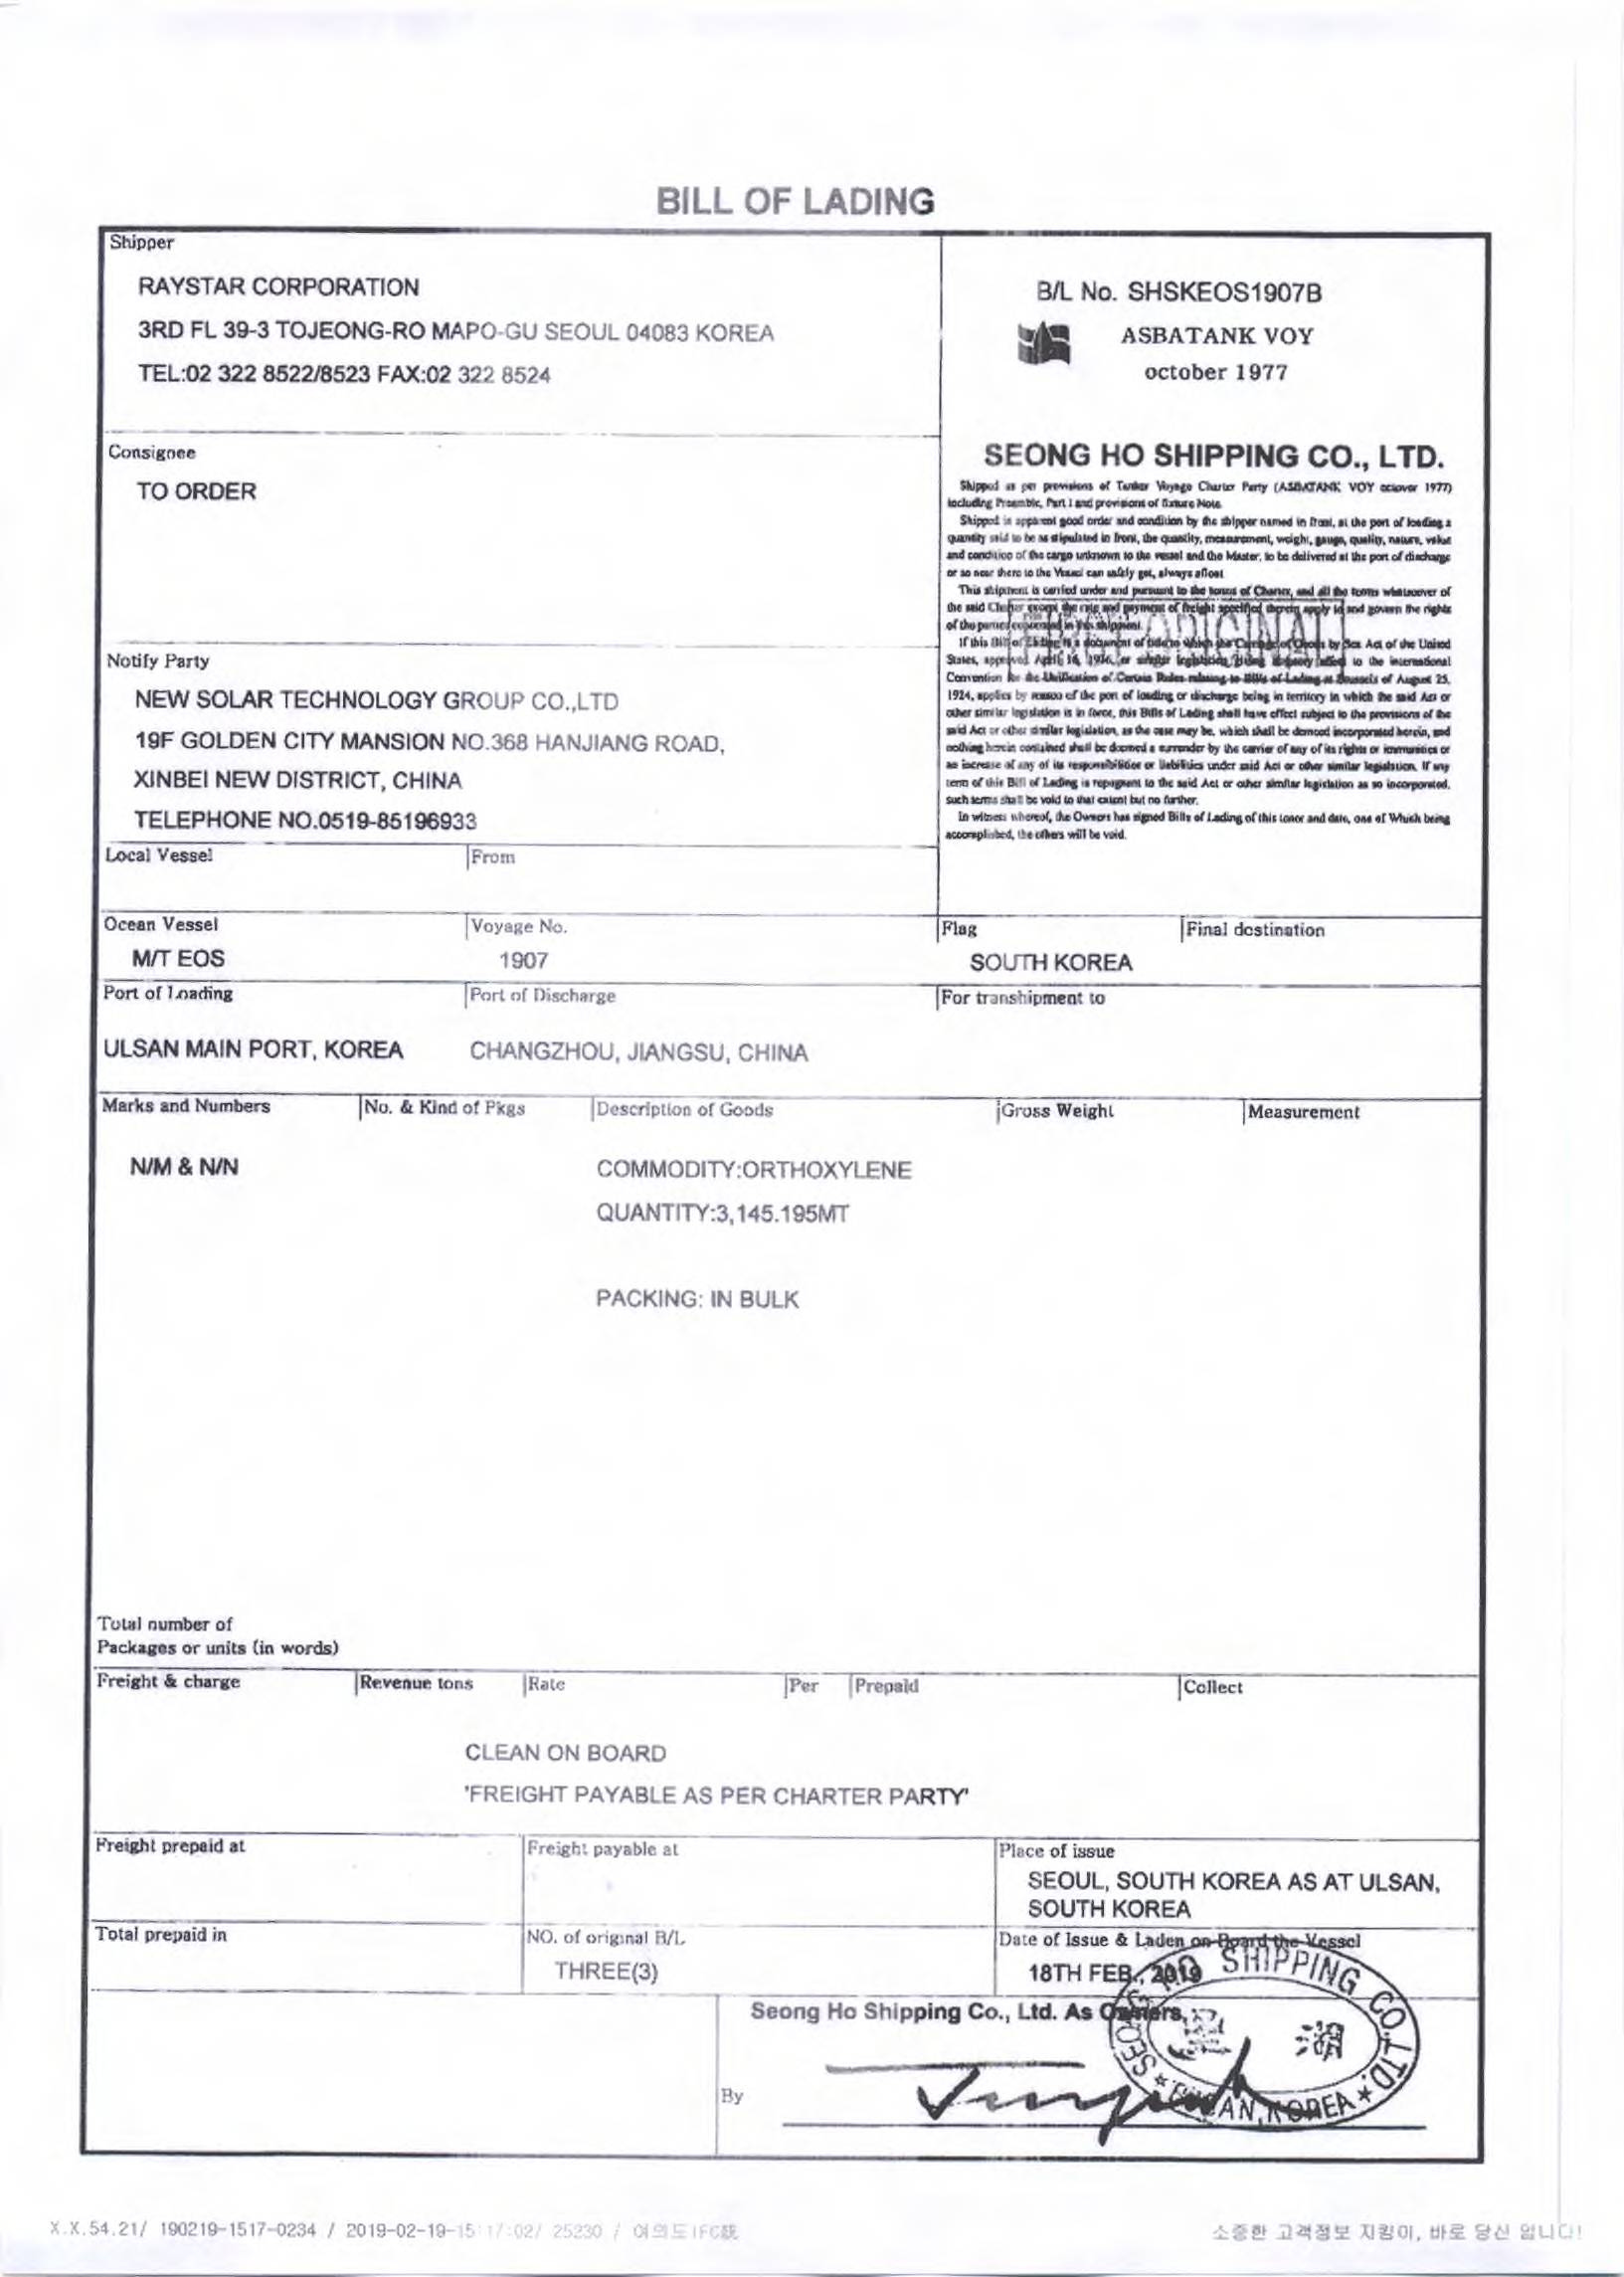 BILL OF LADING
Shipper
RAYSTAR CORPORATION
3RD FL 39-3 TOJEONG-RO MAPO-GU SEOUL 04083 KOREA
TEL:02 322 8522/8523 FAX:02 322 8524
B/L No. SHSKEOS1907B
ASBATANK VOY
october 1977
Consignee
TO ORDER
SEONG HO SHIPPING CO., LTD.
Shipped as per provisions of Tanker Voyage Charter Party (ASBATANK VOY 1977)
including Preamble, Part I and provisions of fixture Note.
Shipped in apparent good order and condition by the shipper named in front, at the port of loading a
quantity said to be as stipulated in front, the quantity, measurement, weight, gauge, quality, nature, value
and condition of the cargo unknown to the vessel and the Master, to be delivered at the port of discharge
or so near there to the Vessel can safely get, always afloat
This shipment is carried under and pursuant to the terms of Charter, and all the terms whatsoever of
the said Charter except the rate and payment of freight specified therein apply to and govern the rights
of the parties concerned in this shipment.
If this Bill of Lading is a document of title to which the Carriage of Goods by Sea Act of the United
States, approved April 16, 1936, or similar legislation to the international
Convention for the Unification of Certain Rules relating to Bills of Lading at Brussels of August 25,
1924, applies by reason of the port of loading or discharge being in territory in which the said Act or
other similar legislation is in force, this Bills of Lading shall have effect subject to the provisions of the
said Act or other similar legislation, as the case may be, which shall be demed incorporated herein, and
nothing herein contained shall be doemed a surrender by the carrier of any of its rights or immunities or
an increase of any of its responsibilities or liebilities under said Act or other similar legislation. If any
term of this Bill of Lading is repugnent to the said Act or other similar legislation as so incorporated,
such terms shall be void to that extent but no further.
In witness whereof, the Owners has signed Bills of Lading of this tonor and date, one of Which being
accomplished, the others will be void.
ORIGINAL
Notify Party
NEW SOLAR TECHNOLOGY GROUP CO.,LTD
19F GOLDEN CITY MANSION NO.368 HANJIANG ROAD,
XINBEI NEW DISTRICT, CHINA
TELEPHONE NO.0519-85196933
Local Vessel From
Ocean Vessel Voyage No. Flag Final destination
M/T EOS 1907 SOUTH KOREA
Port of Loading Port of Discharge For transhipment to
ULSAN MAIN PORT, KOREA CHANGZHOU, JIANGSU, CHINA
Marks and Numbers No. & Kind of Pkgs Description of Goods Gross Weight Measurement
N/M & N/N COMMODITY:ORTHOXYLENE
QUANTITY:3,145.195MT
PACKING: IN BULK
Total number of
Packages or units (in words)
Freight & charge Revenue tons Rate Per Prepaid Collect
CLEAN ON BOARD
'FREIGHT PAYABLE AS PER CHARTER PARTY'
Freight prepaid at Freight payable at Place of issue
SEOUL, SOUTH KOREA AS AT ULSAN,
SOUTH KOREA
Total prepaid in NO. of original B/L Date of Issue & Laden on Board the Vessel
THREE(3) 18TH FEB., 2019
Seong Ho Shipping Co., Ltd. As Owners,
SEONG HO SHIPPING CO., LTD. ★ KOREA ★
湖
By
X.X.54.21/ 190219-1517-0234 / 2019-02-19-15:17:02/ 25230 / 여의도IFC
소중한 고객정보 지킴이, 바로 당신 입니다!